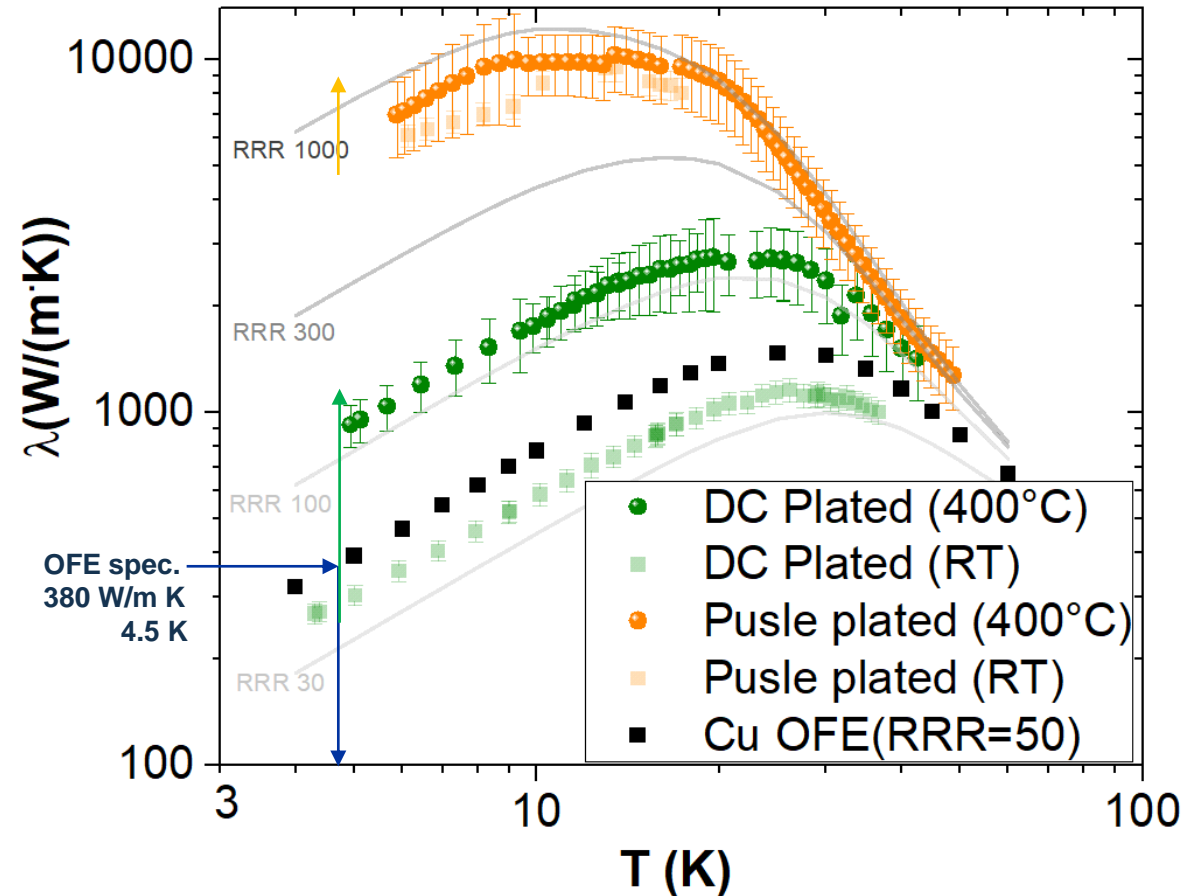 10000
1000
100
λ(W/(m·K))
RRR 1000
RRR 300
RRR 100
RRR 30
OFE spec.
380 W/m K
4.5 K
DC Plated (400°C)
DC Plated (RT)
Pusle plated (400°C)
Pusle plated (RT)
Cu OFE(RRR=50)
3
10
100
T (K)